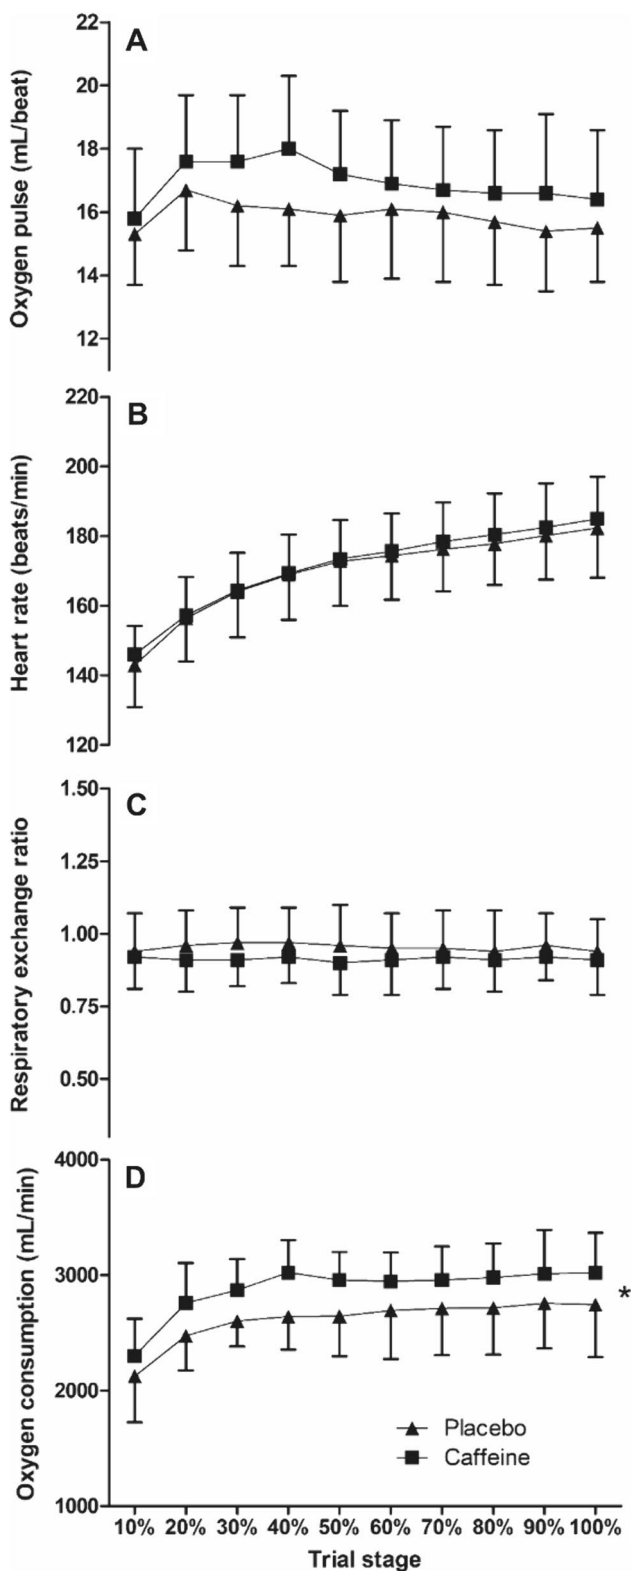 A
Oxygen pulse (mL/beat)
22
20
18
16
14
12
B
Heart rate (beats/min)
220
200
180
160
140
120
C
Respiratory exchange ratio
1.50
1.25
1.00
0.75
0.50
D
Oxygen consumption (mL/min)
4000
3000
2000
1000
*
Placebo
Caffeine
10% 20% 30% 40% 50% 60% 70% 80% 90% 100%
Trial stage